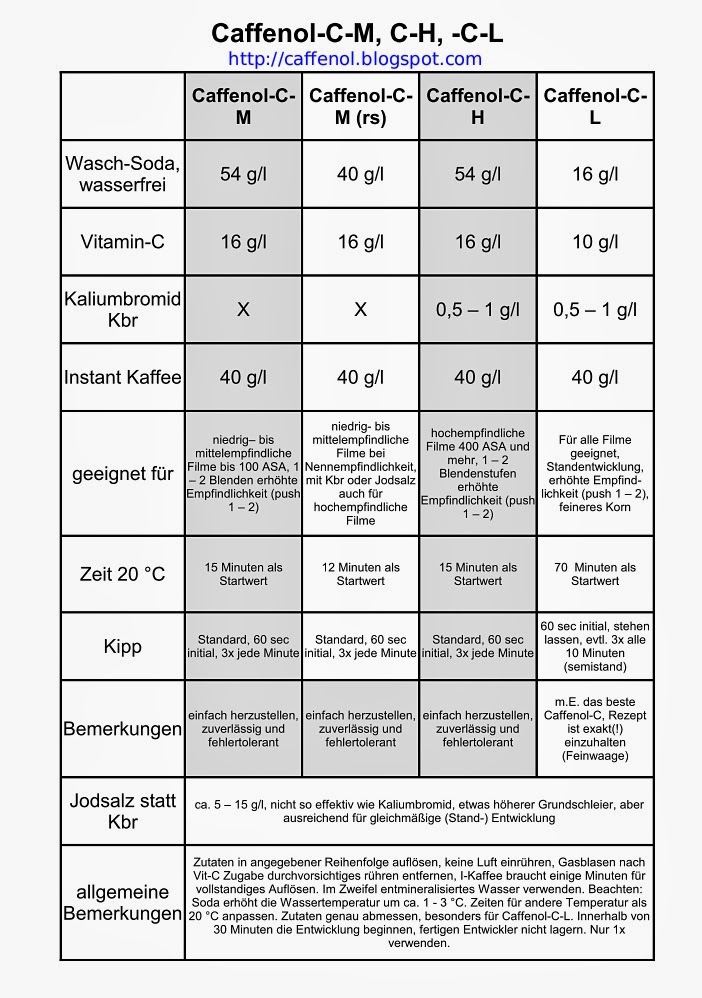 Caffenol-C-M, C-H, -C-L
http://caffenol.blogspot.com
Caffenol-C-
M
Caffenol-C-
M (rs)
Caffenol-C-
H
Caffenol-C-
L
Wasch-Soda,
wasserfrei
54 g/l
40 g/l
54 g/l
16 g/l
Vitamin-C
16 g/l
16 g/l
16 g/l
10 g/l
Kaliumbromid
Kbr
X
X
0,5 – 1 g/l
0,5 – 1 g/l
Instant Kaffee
40 g/l
40 g/l
40 g/l
40 g/l
geeignet für
niedrig– bis
mittelempfindliche
Filme bis 100 ASA, 1
– 2 Blenden erhöhte
Empfindlichkeit (push
1 – 2)
niedrig- bis
mittelempfindliche
Filme bei
Nennempfindlichkeit,
mit Kbr oder Jodsalz
auch für
hochempfindliche
Filme
hochempfindliche
Filme 400 ASA und
mehr, 1 – 2
Blendenstufen
erhöhte
Empfindlichkeit (push
1 – 2)
Für alle Filme
geeignet,
Standentwicklung,
erhöhte Empfind-
lichkeit (push 1 – 2),
feineres Korn
Zeit 20 °C
15 Minuten als
Startwert
12 Minuten als
Startwert
15 Minuten als
Startwert
70 Minuten als
Startwert
Kipp
Standard, 60 sec
initial, 3x jede Minute
Standard, 60 sec
initial, 3x jede Minute
Standard, 60 sec
initial, 3x jede Minute
60 sec initial, stehen
lassen, evtl. 3x alle
10 Minuten
(semistand)
Bemerkungen
einfach herzustellen,
zuverlässig und
fehlertolerant
einfach herzustellen,
zuverlässig und
fehlertolerant
einfach herzustellen,
zuverlässig und
fehlertolerant
m.E. das beste
Caffenol-C, Rezept
ist exakt(!)
einzuhalten
(Feinwaage)
Jodsalz statt
Kbr
ca. 5 – 15 g/l, nicht so effektiv wie Kaliumbromid, etwas höherer Grundschleier, aber
ausreichend für gleichmäßige (Stand-) Entwicklung
allgemeine
Bemerkungen
Zutaten in angegebener Reihenfolge auflösen, keine Luft einrühren, Gasblasen nach
Vit-C Zugabe durchvorsichtiges rühren entfernen, I-Kaffee braucht einige Minuten für
vollstandiges Auflösen. Im Zweifel entmineralisiertes Wasser verwenden. Beachten:
Soda erhöht die Wassertemperatur um ca. 1 - 3 °C. Zeiten für andere Temperatur als
20 °C anpassen. Zutaten genau abmessen, besonders für Caffenol-C-L. Innerhalb von
30 Minuten die Entwicklung beginnen, fertigen Entwickler nicht lagern. Nur 1x
verwenden.